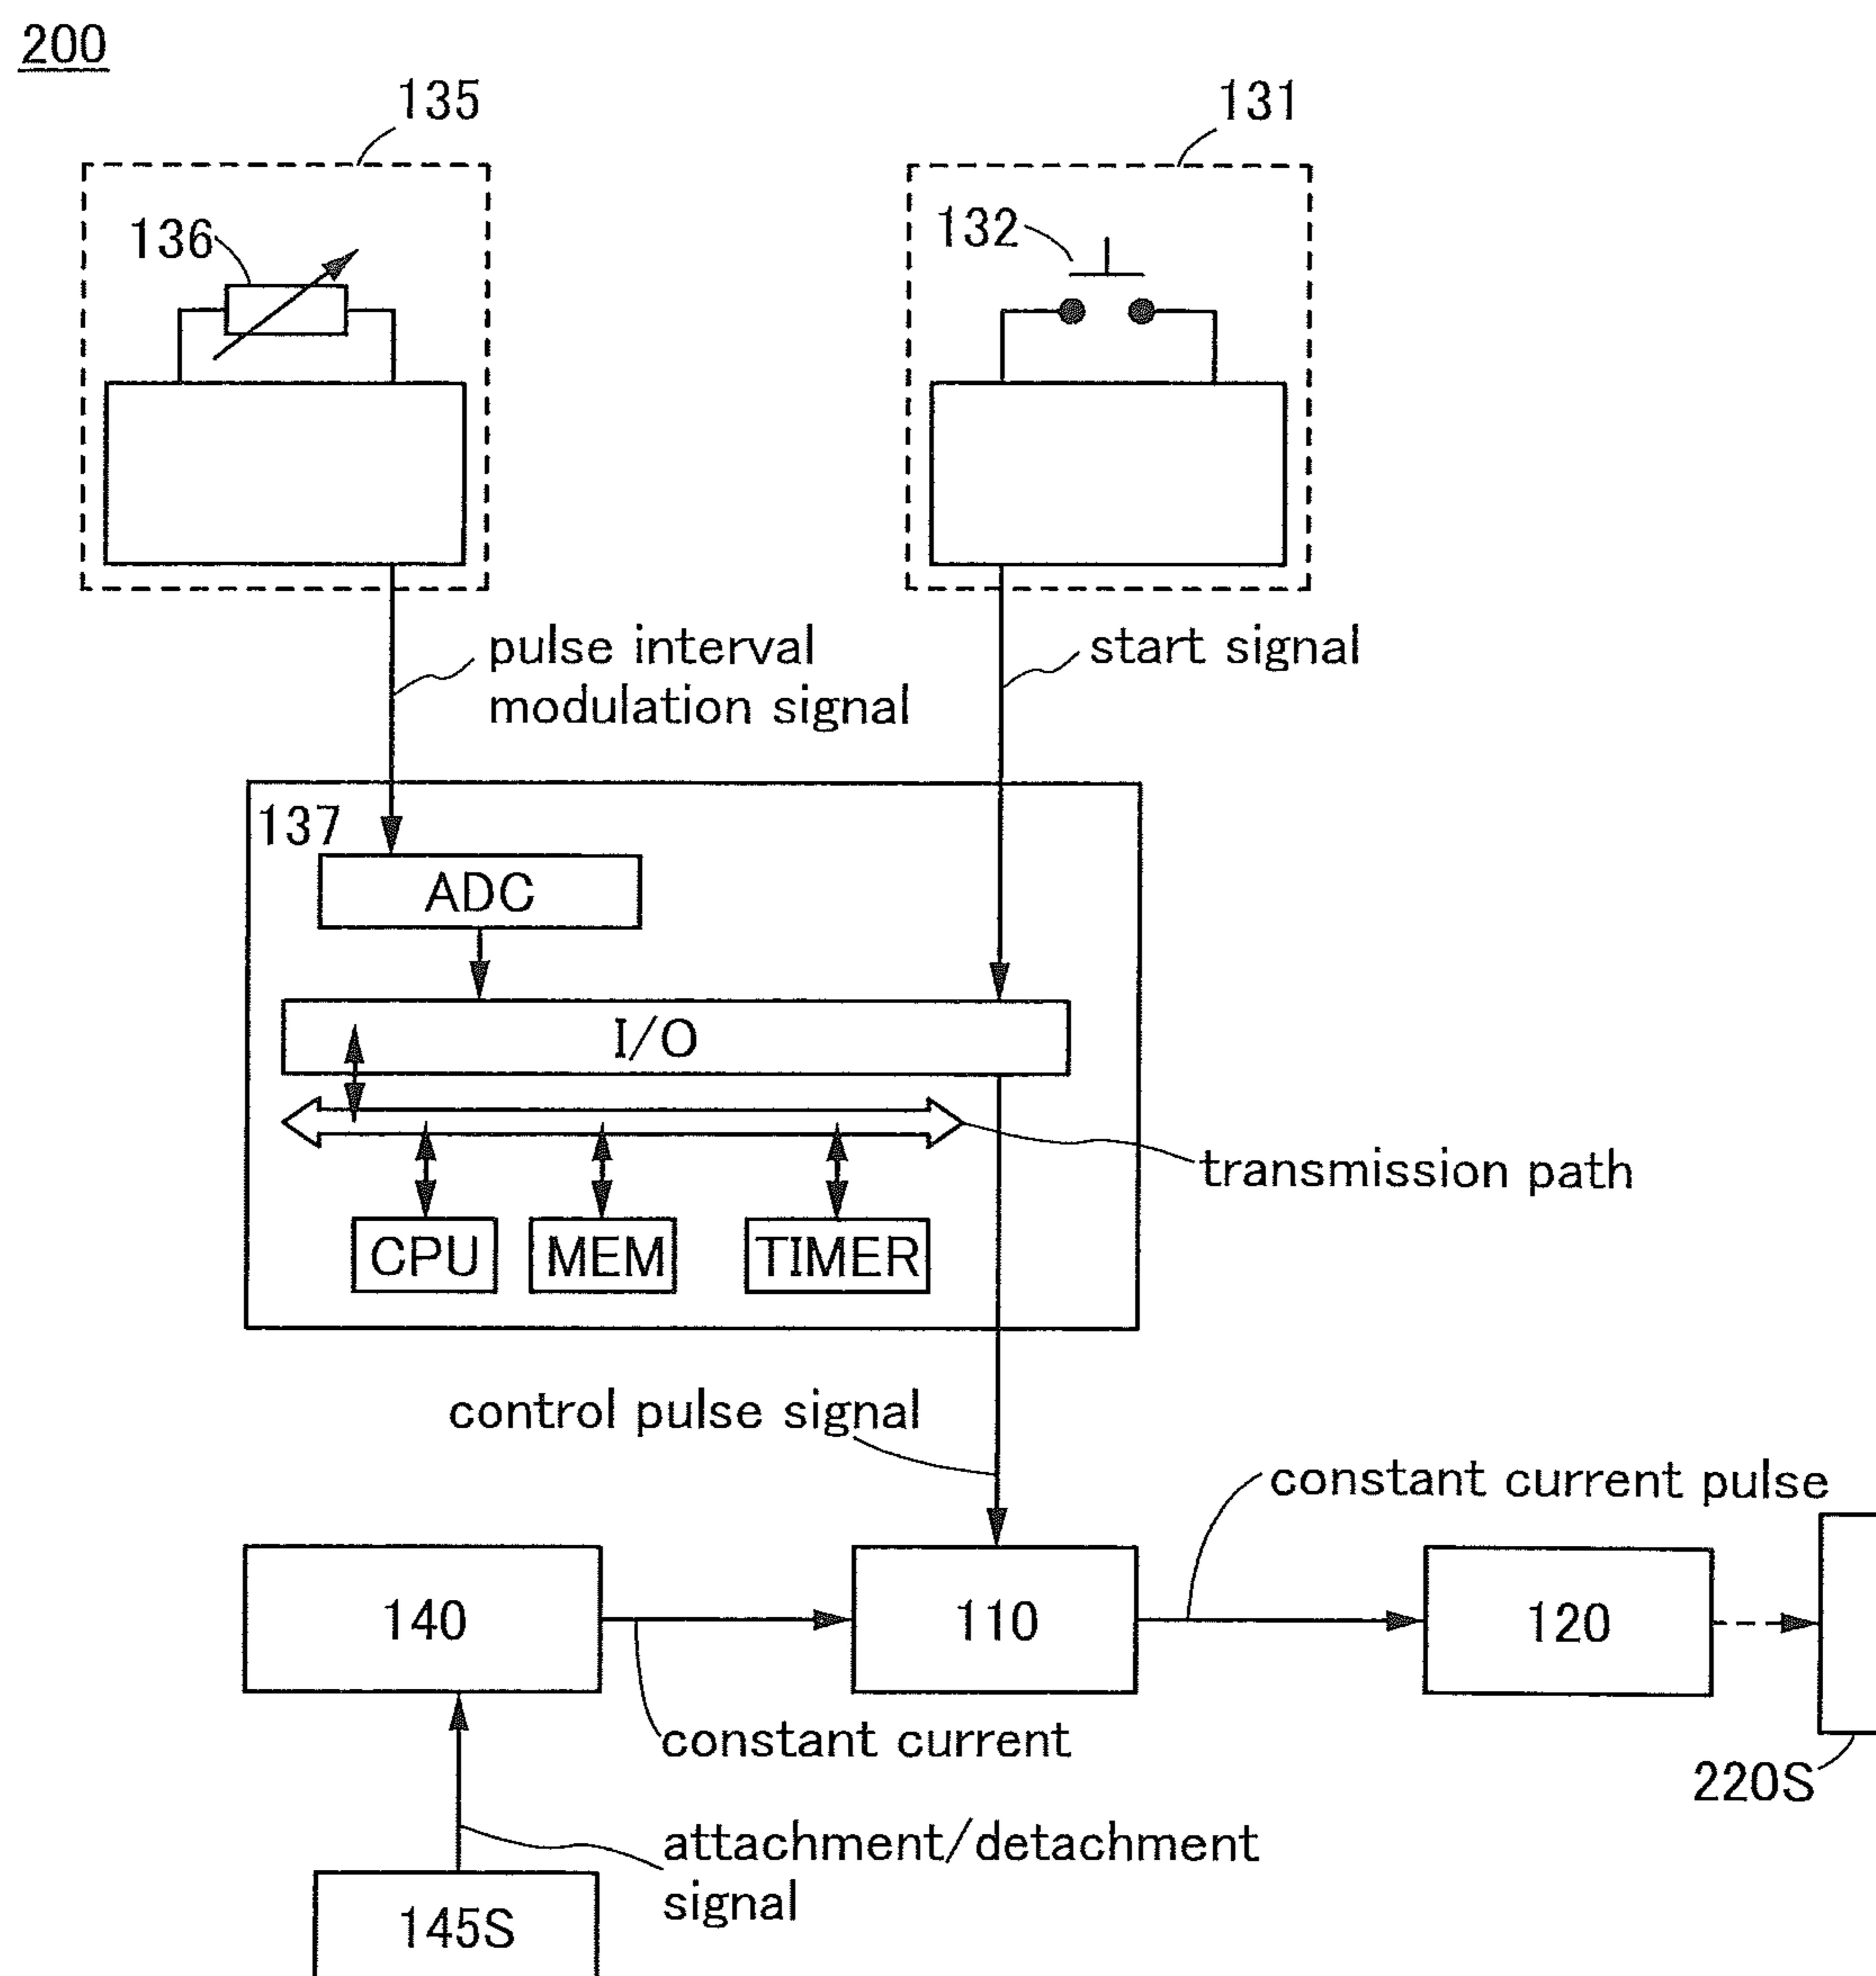 200
135
131
136
132
pulse interval
modulation signal
start signal
137
ADC
I/O
transmission path
CPU
MEM
TIMER
control pulse signal
constant current pulse
140
110
120
constant current
220S
attachment/detachment
signal
145S